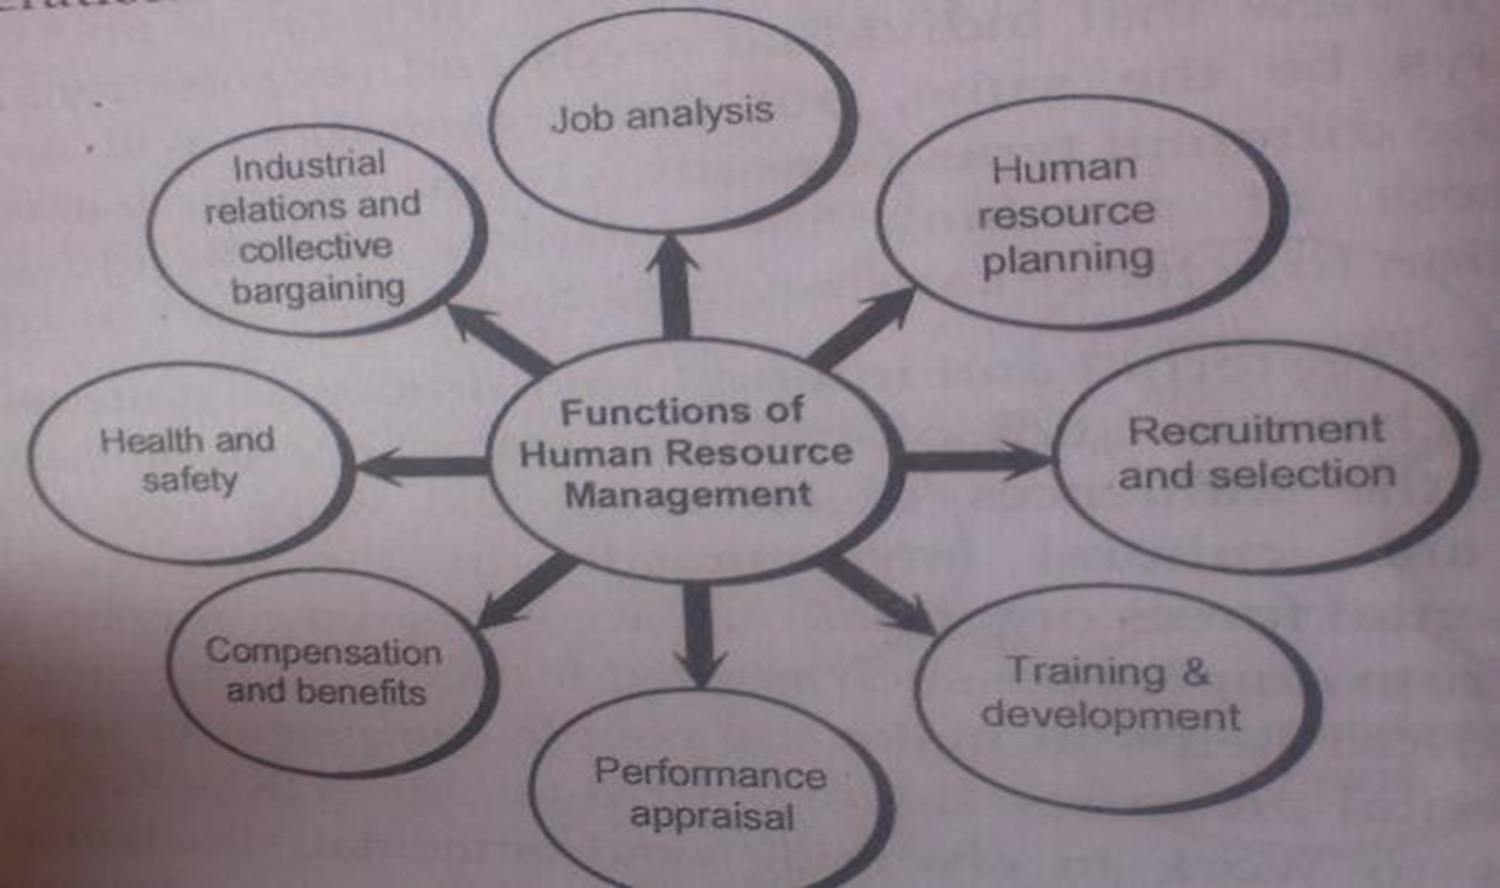 Job analysis
Human
resource
planning
Recruitment
and selection
Training &
development
Performance
appraisal
Compensation
and benefits
Health and
safety
Industrial
relations and
collective
bargaining
Functions of
Human Resource
Management